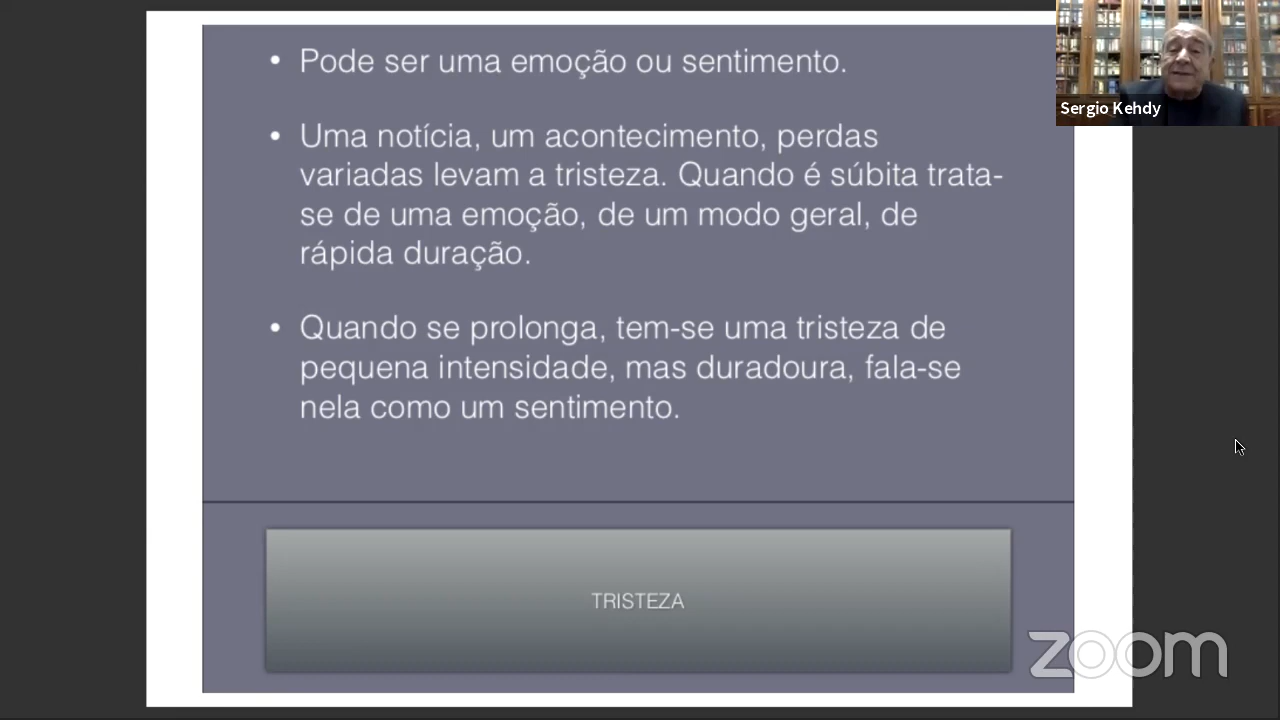 • Pode ser uma emoção ou sentimento.
• Uma notícia, um acontecimento, perdas
variadas levam a tristeza. Quando é súbita trata-
se de uma emoção, de um modo geral, de
rápida duração.
• Quando se prolonga, tem-se uma tristeza de
pequena intensidade, mas duradoura, fala-se
nela como um sentimento.
TRISTEZA
Sergio Kehdy
zoom